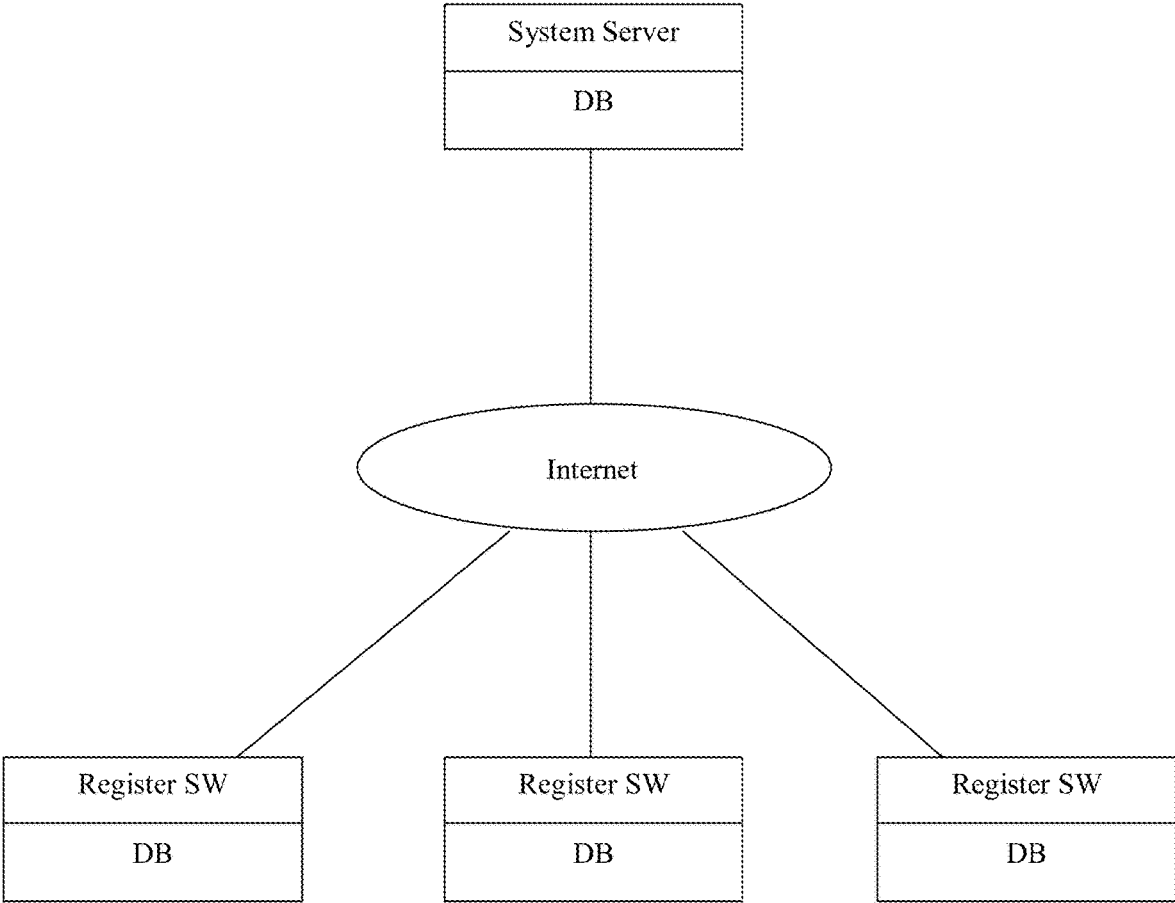 System Server
DB
Internet
Register SW
DB
Register SW
DB
Register SW
DB